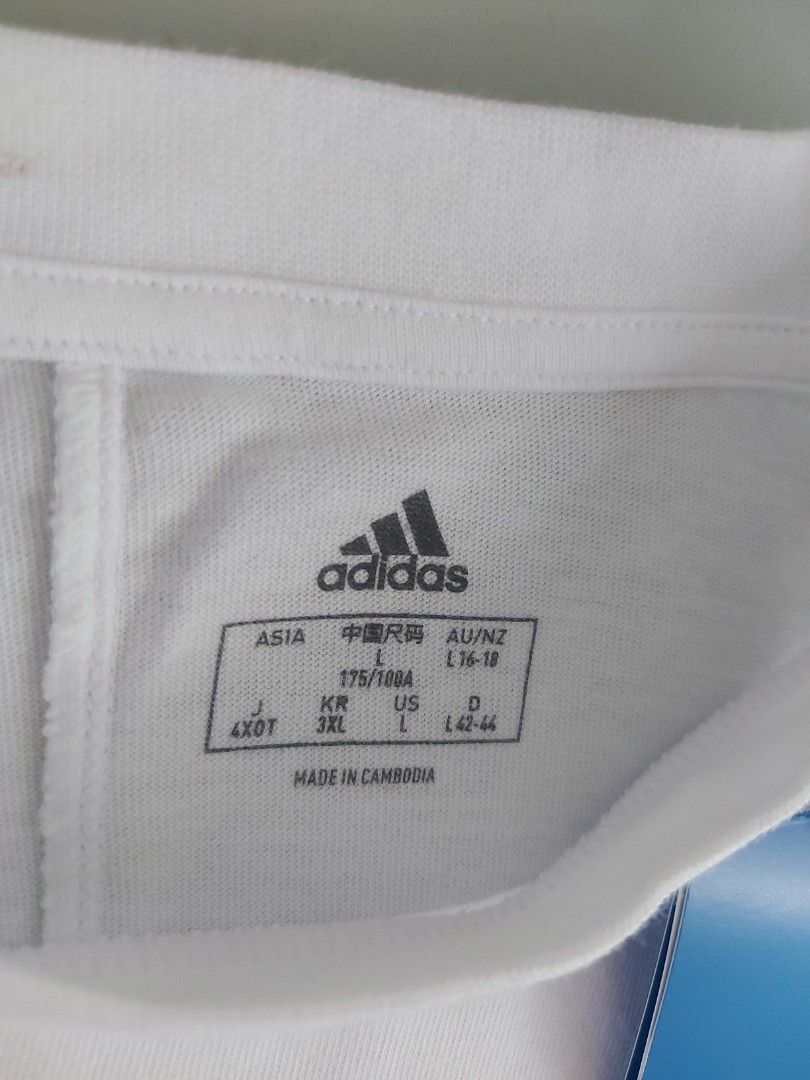 adidas
ASIA 中国尺码 AU/NZ
L L 16-18
175/100A
J KR US D
4XOT 3XL L L 42-44
MADE IN CAMBODIA